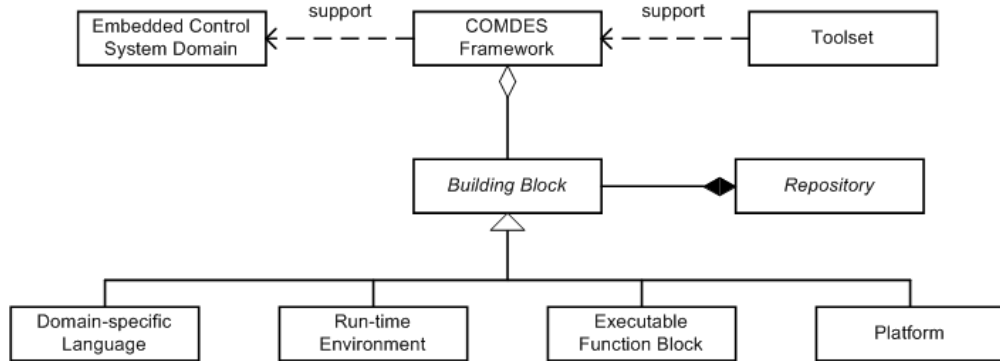 support
support
Embedded Control
System Domain
COMDES
Framework
Toolset
Building Block
Repository
Domain-specific
Language
Run-time
Environment
Executable
Function Block
Platform